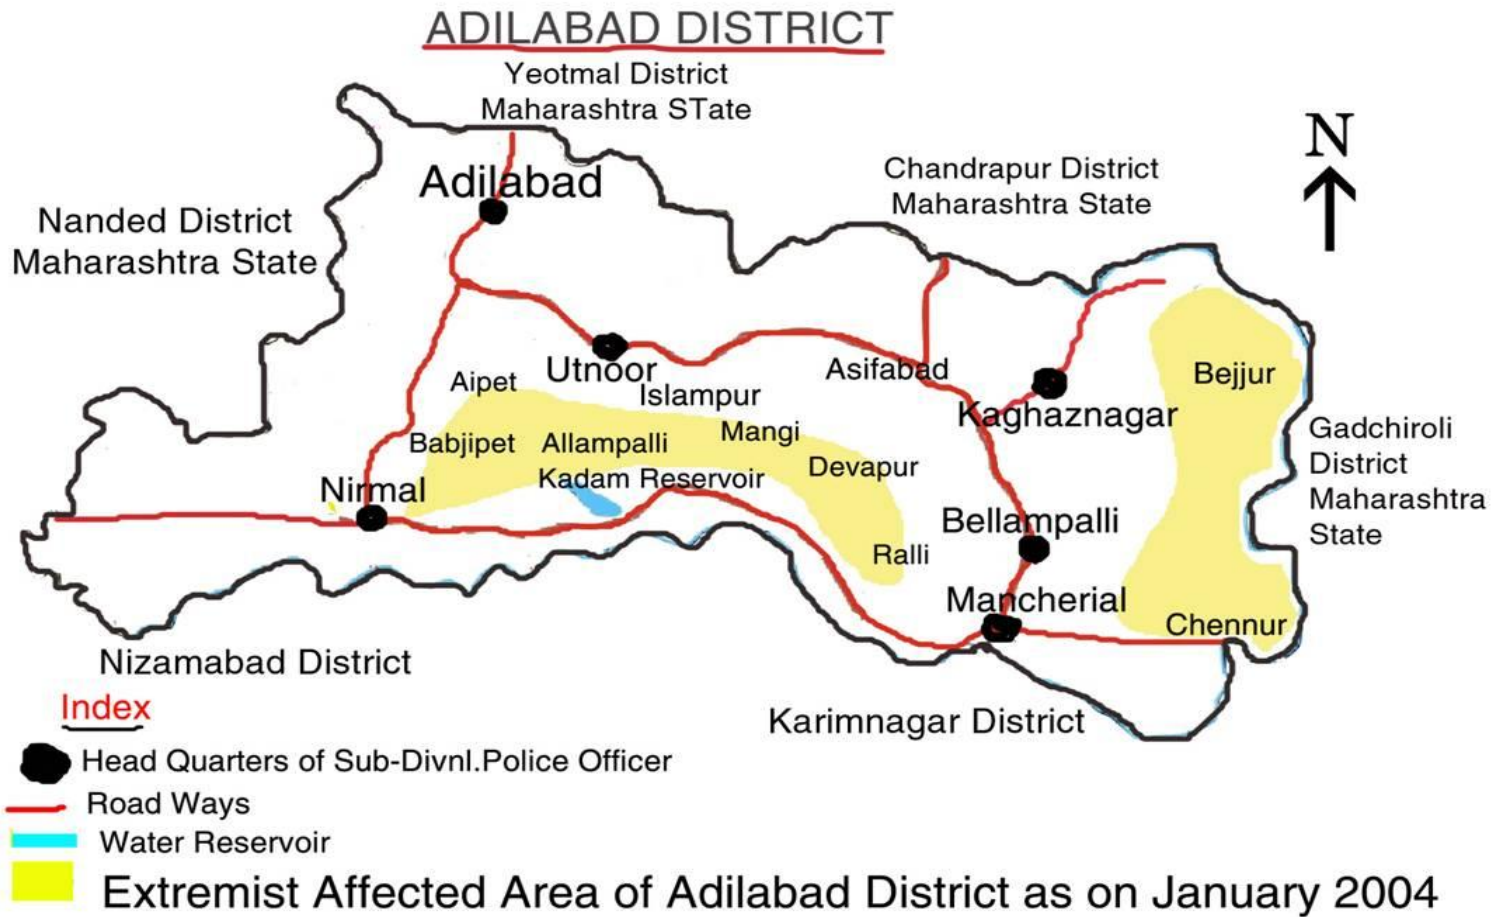 ADILABAD DISTRICT
Yeotmal District
Maharashtra STate
N
Chandrapur District
Maharashtra State
Adilabad
Nanded District
Maharashtra State
Utnoor
Asifabad
Bejjur
Aipet
Islampur
Kaghaznagar
Mangi
Babjipet
Allampalli
Gadchiroli
District
Maharashtra
State
Devapur
Kadam Reservoir
Nirmal
Bellampalli
Ralli
Mancherial
Chennur
Nizamabad District
Karimnagar District
Index
Head Quarters of Sub-Divnl.Police Officer
Road Ways
Water Reservoir
Extremist Affected Area of Adilabad District as on January 2004